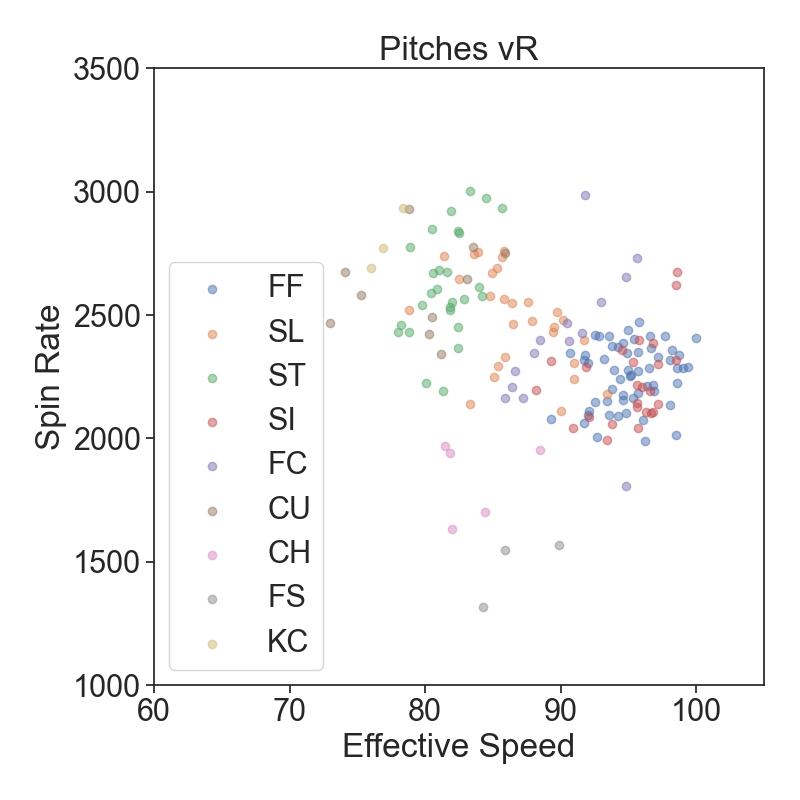 Pitches vR
3500
3000
2500
2000
1500
1000
Spin Rate
FF
SL
ST
SI
FC
CU
CH
FS
KC
60 70 80 90 100
Effective Speed